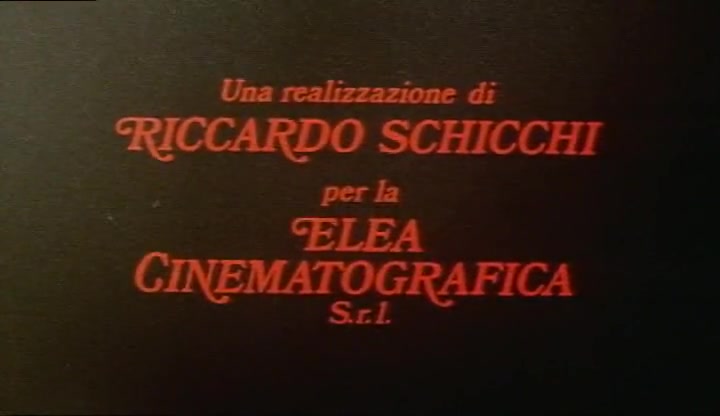 Una realizzazione di
RICCARDO SCHICCHI
per la
ELEA
CINEMATOGRAFICA
S.r.l.